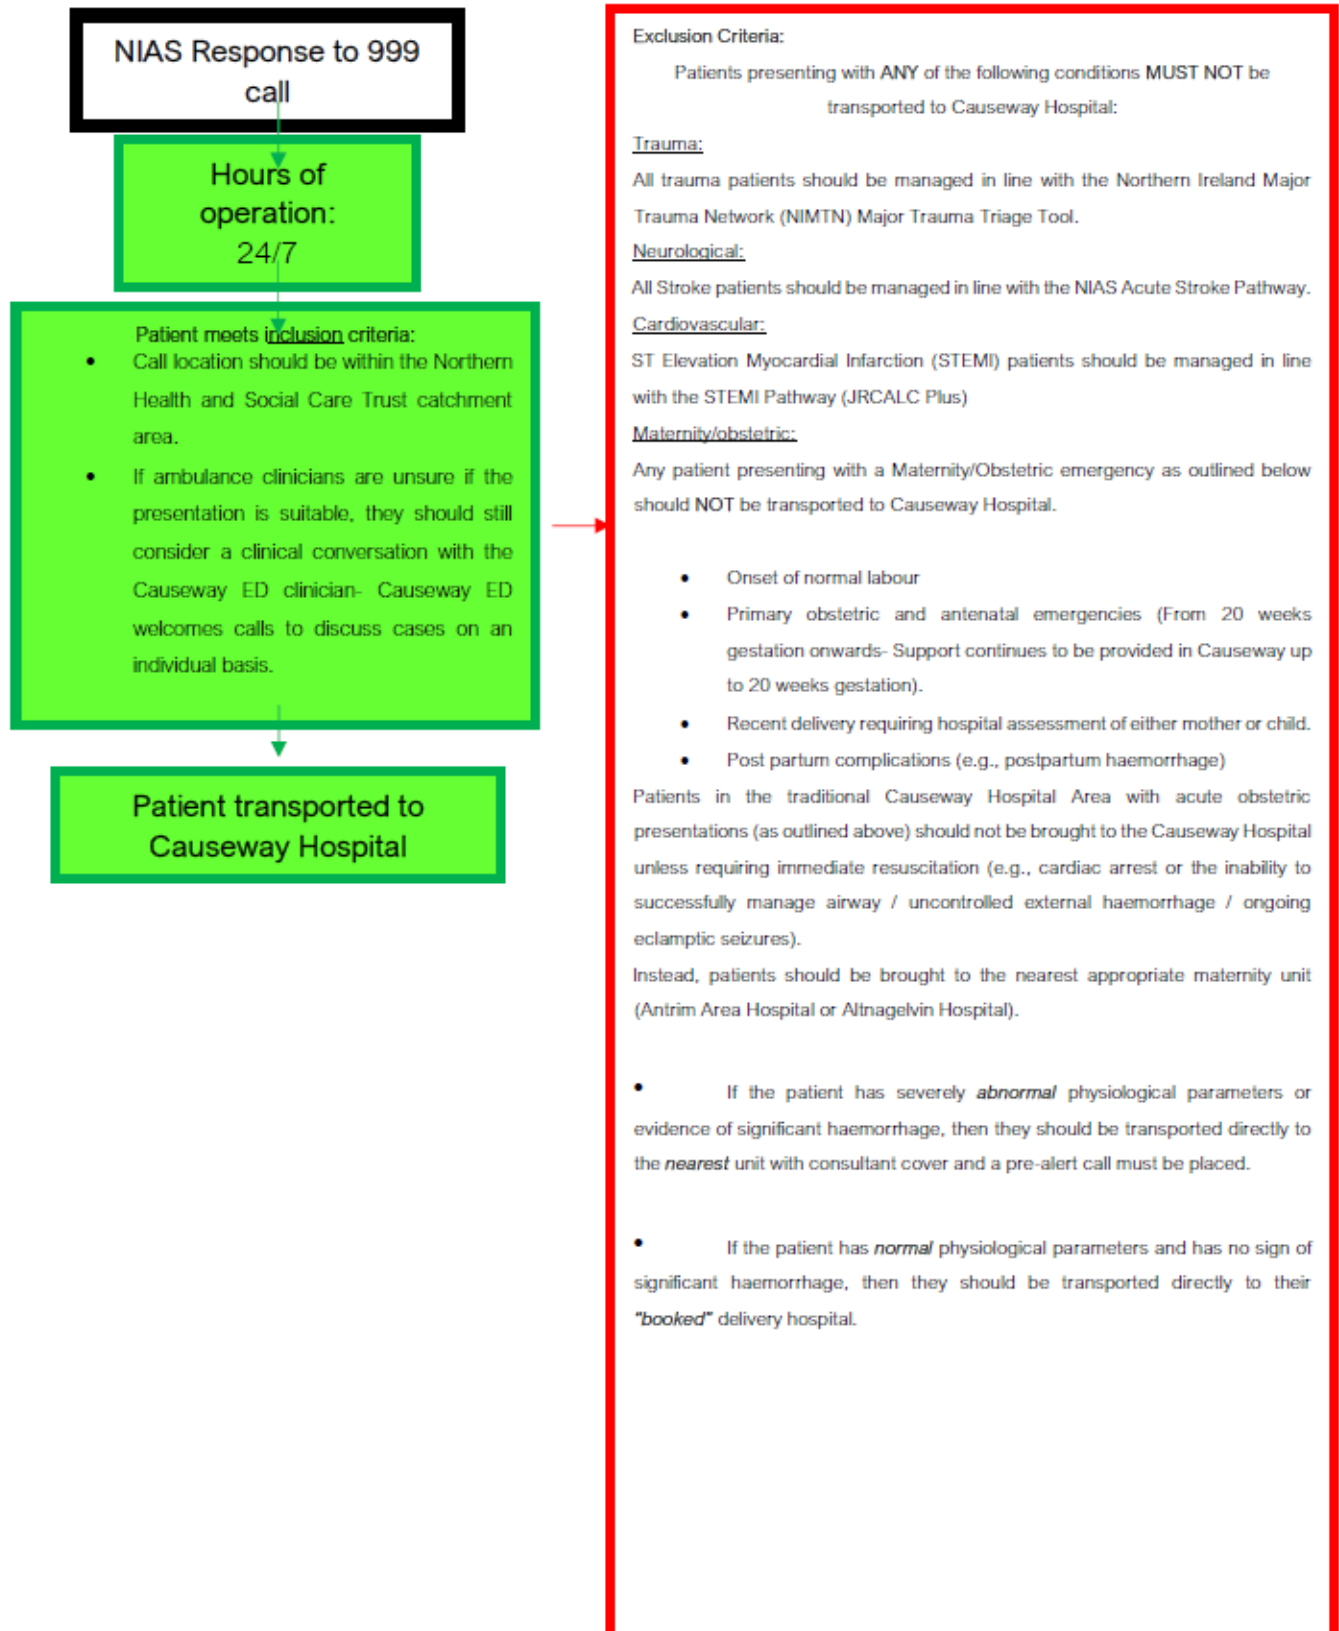 NIAS Response to 999
call
Hours of
operation:
24/7
Patient meets inclusion criteria:
• Call location should be within the Northern
Health and Social Care Trust catchment
area.
• If ambulance clinicians are unsure if the
presentation is suitable, they should still
consider a clinical conversation with the
Causeway ED clinician- Causeway ED
welcomes calls to discuss cases on an
individual basis.
Patient transported to
Causeway Hospital
Exclusion Criteria:
Patients presenting with ANY of the following conditions MUST NOT be
transported to Causeway Hospital:
Trauma:
All trauma patients should be managed in line with the Northern Ireland Major
Trauma Network (NIMTN) Major Trauma Triage Tool.
Neurological:
All Stroke patients should be managed in line with the NIAS Acute Stroke Pathway.
Cardiovascular:
ST Elevation Myocardial Infarction (STEMI) patients should be managed in line
with the STEMI Pathway (JRCALC Plus)
Maternity/obstetric:
Any patient presenting with a Maternity/Obstetric emergency as outlined below
should NOT be transported to Causeway Hospital.
• Onset of normal labour
• Primary obstetric and antenatal emergencies (From 20 weeks
gestation onwards- Support continues to be provided in Causeway up
to 20 weeks gestation).
• Recent delivery requiring hospital assessment of either mother or child.
• Post partum complications (e.g., postpartum haemorrhage)
Patients in the traditional Causeway Hospital Area with acute obstetric
presentations (as outlined above) should not be brought to the Causeway Hospital
unless requiring immediate resuscitation (e.g., cardiac arrest or the inability to
successfully manage airway / uncontrolled external haemorrhage / ongoing
eclamptic seizures).
Instead, patients should be brought to the nearest appropriate maternity unit
(Antrim Area Hospital or Altnagelvin Hospital).
• If the patient has severely abnormal physiological parameters or
evidence of significant haemorrhage, then they should be transported directly to
the nearest unit with consultant cover and a pre-alert call must be placed.
• If the patient has normal physiological parameters and has no sign of
significant haemorrhage, then they should be transported directly to their
"booked" delivery hospital.